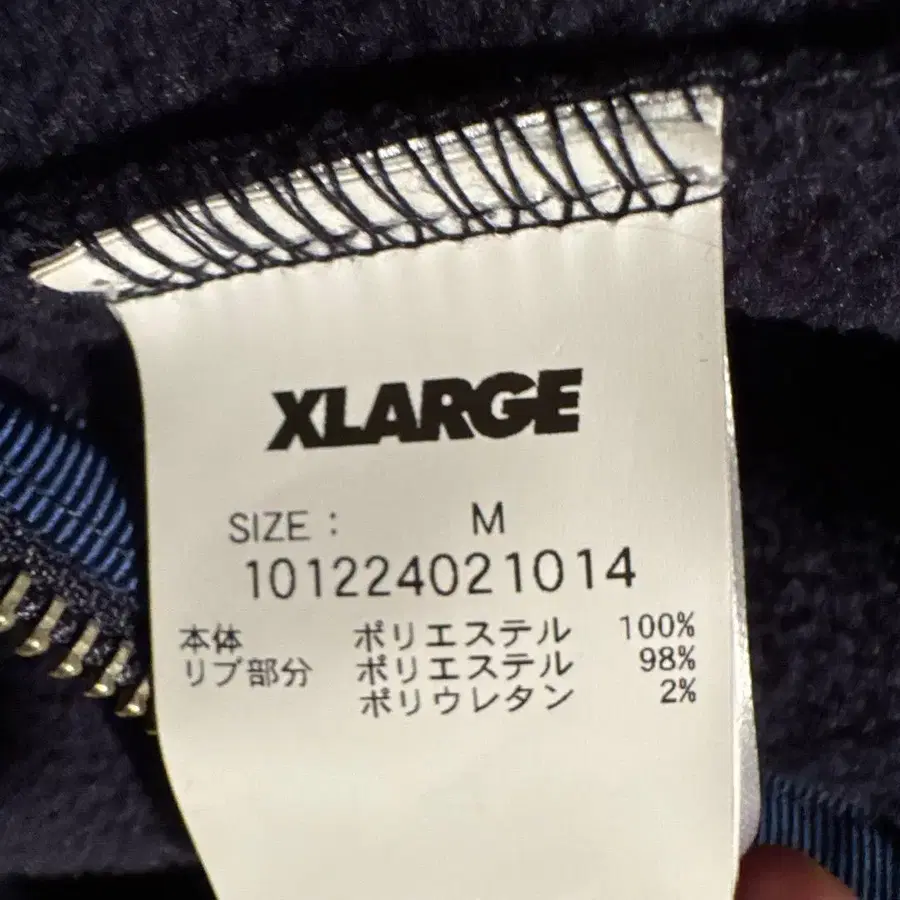 XLARGE
SIZE : M
101224021014
本体 ポリエステル 100%
リブ部分 ポリエステル 98%
ポリウレタン 2%